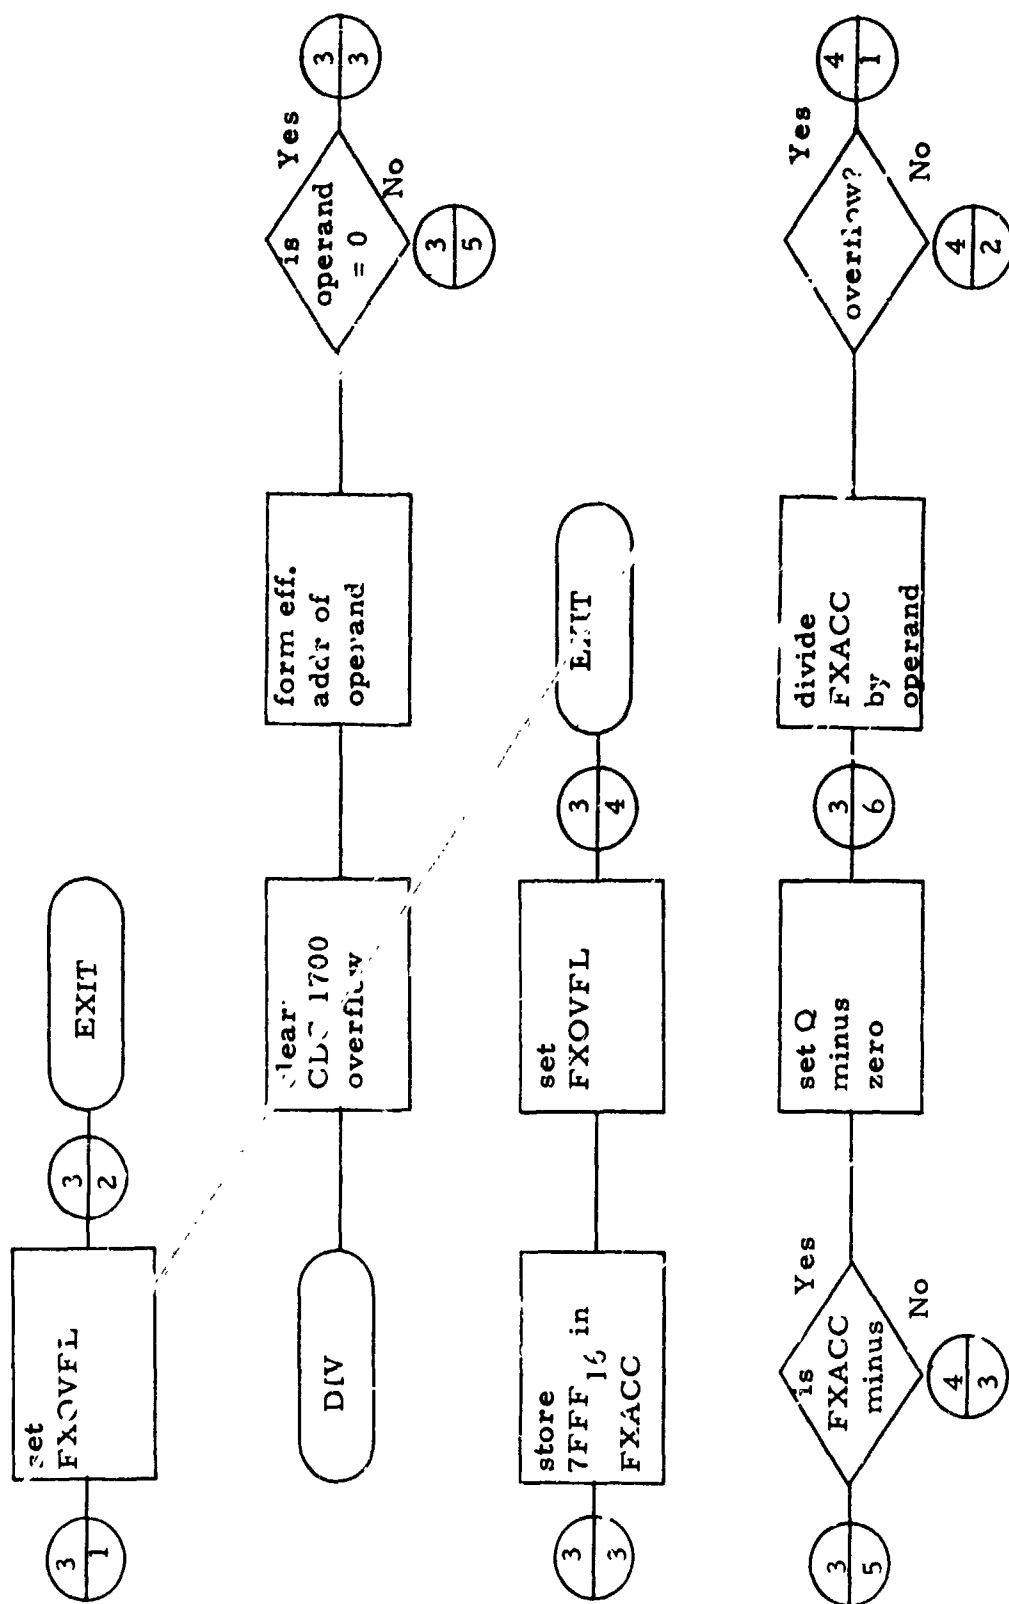 3
1
set
FXOVFL
3
2
EXIT
DIV
clear
CDC 1700
overflow
form eff.
addr of
operand
is
operand
= 0
Yes
No
3
3
3
5
3
3
store
7FFF16 in
FXACC
set
FXOVFL
3
4
EXIT
3
5
is
FXACC
minus
Yes
No
4
3
set Q
minus
zero
3
6
divide
FXACC
by
operand
overflow?
Yes
No
4
1
4
2